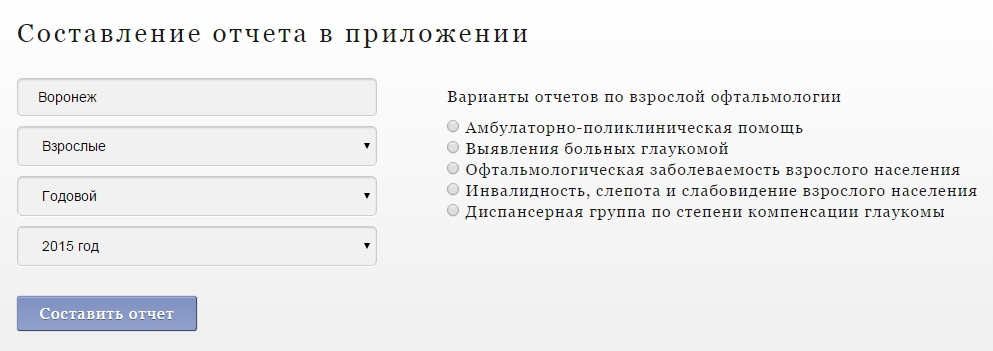 Составление отчета в приложении
Воронеж
Взрослые
Годовой
2015 год
Составить отчет
Варианты отчетов по взрослой офтальмологии
Амбулаторно-поликлиническая помощь
Выявления больных глаукомой
Офтальмологическая заболеваемость взрослого населения
Инвалидность, слепота и слабовидение взрослого населения
Диспансерная группа по степени компенсации глаукомы